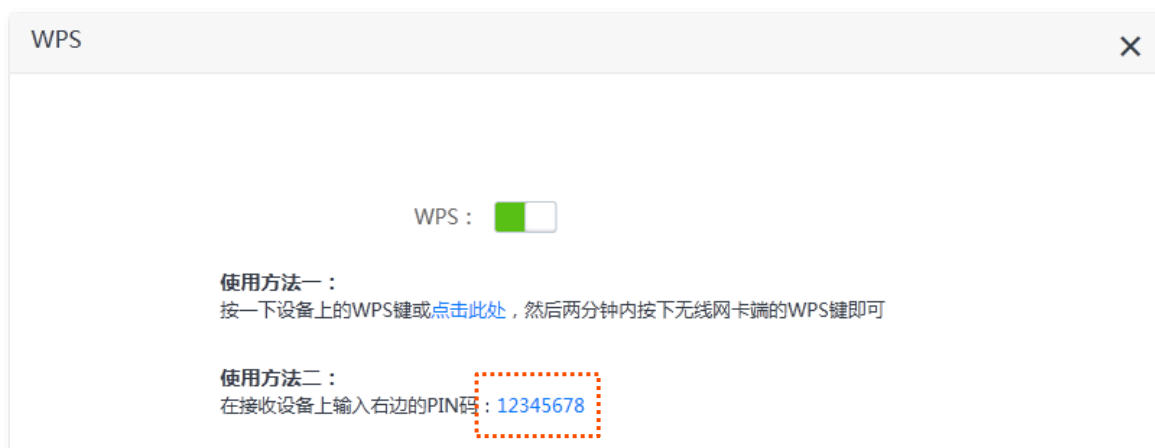 WPS
WPS：
使用方法一：
按一下设备上的WPS键或点击此处，然后两分钟内按下无线网卡端的WPS键即可
使用方法二：
在接收设备上输入右边的PIN码：12345678